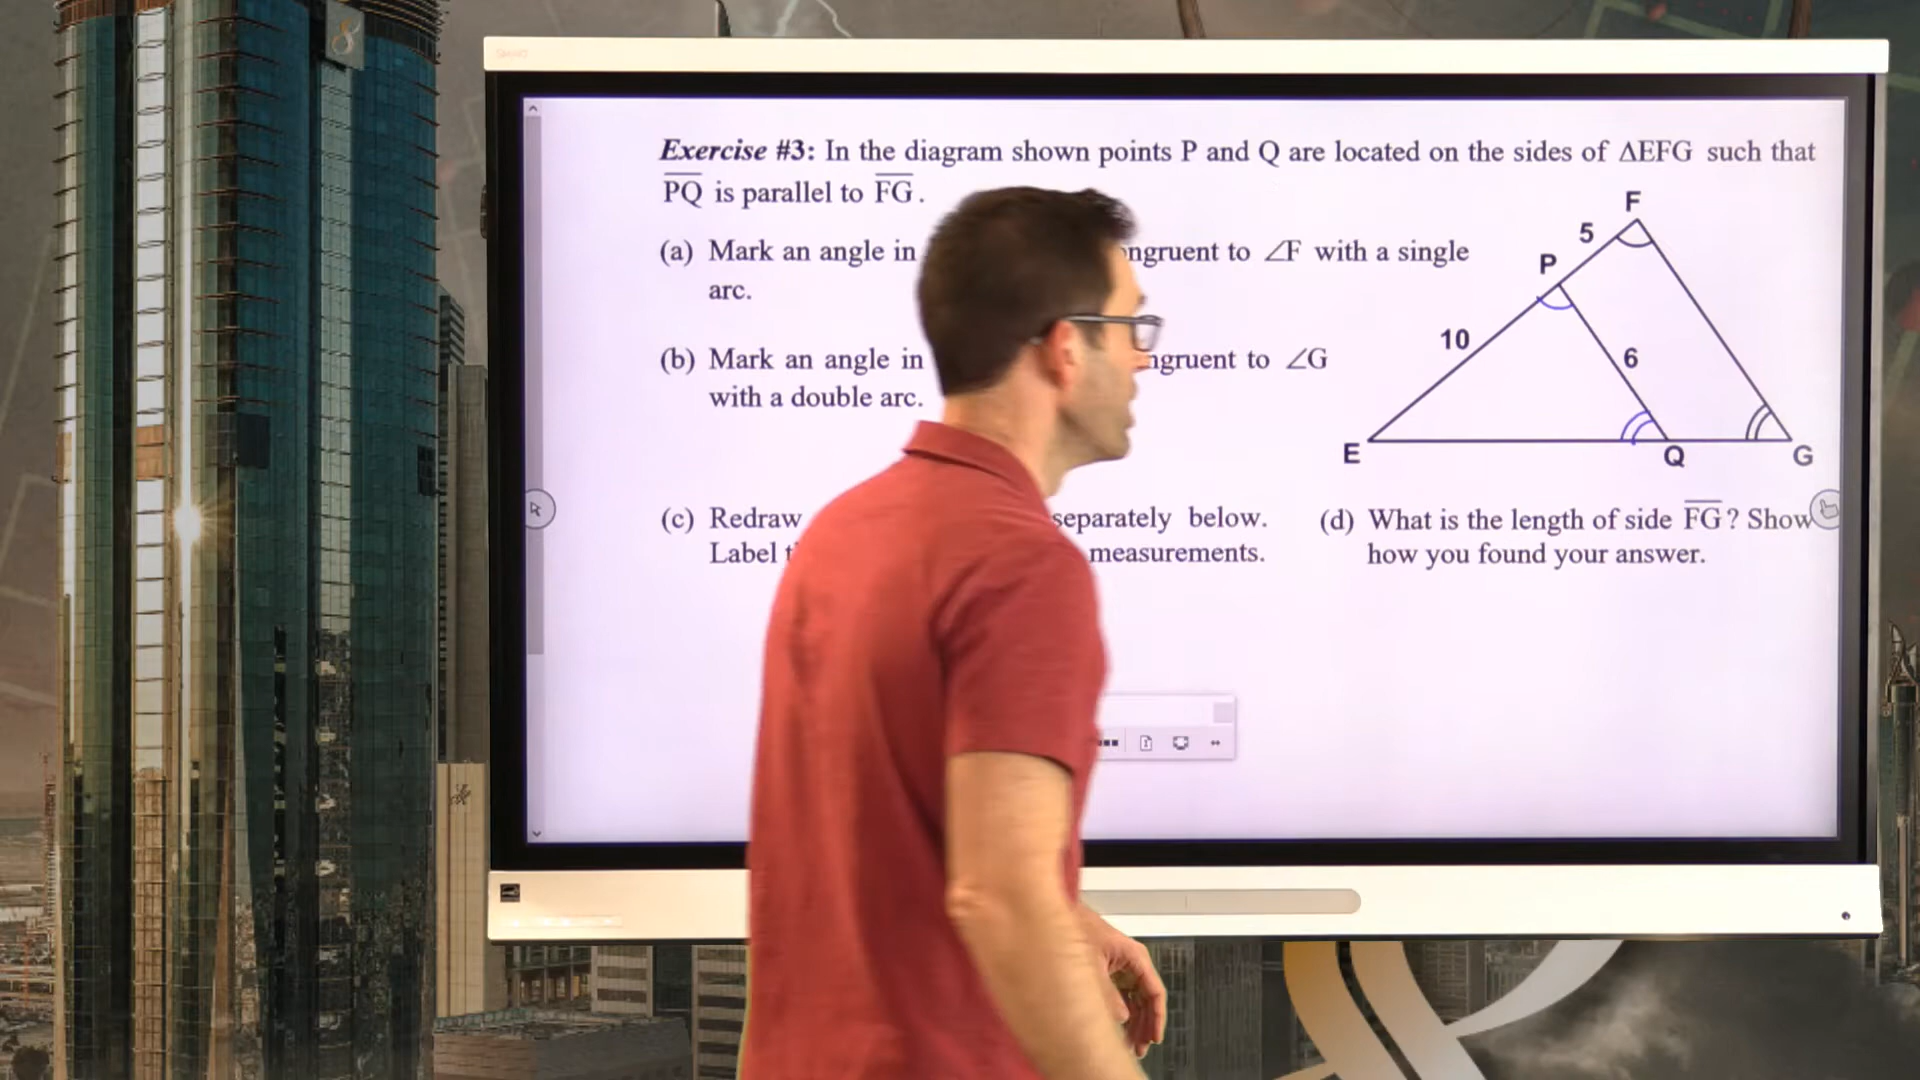 Exercise #3: In the diagram shown points P and Q are located on the sides of ΔEFG such that
PQ is parallel to FG.
(a) Mark an angle in ngruent to ∠F with a single
arc.
(b) Mark an angle in ngruent to ∠G
with a double arc.
F
5
P
10
6
E
Q
G
(c) Redraw separately below.
Label measurements.
(d) What is the length of side FG? Show
how you found your answer.